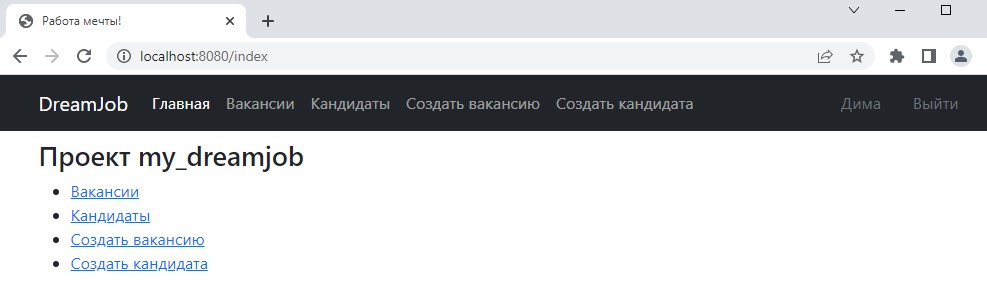 Работа мечты!
localhost:8080/index
DreamJob Главная Вакансии Кандидаты Создать вакансию Создать кандидата Дима Выйти
Проект my_dreamjob
Вакансии
Кандидаты
Создать вакансию
Создать кандидата